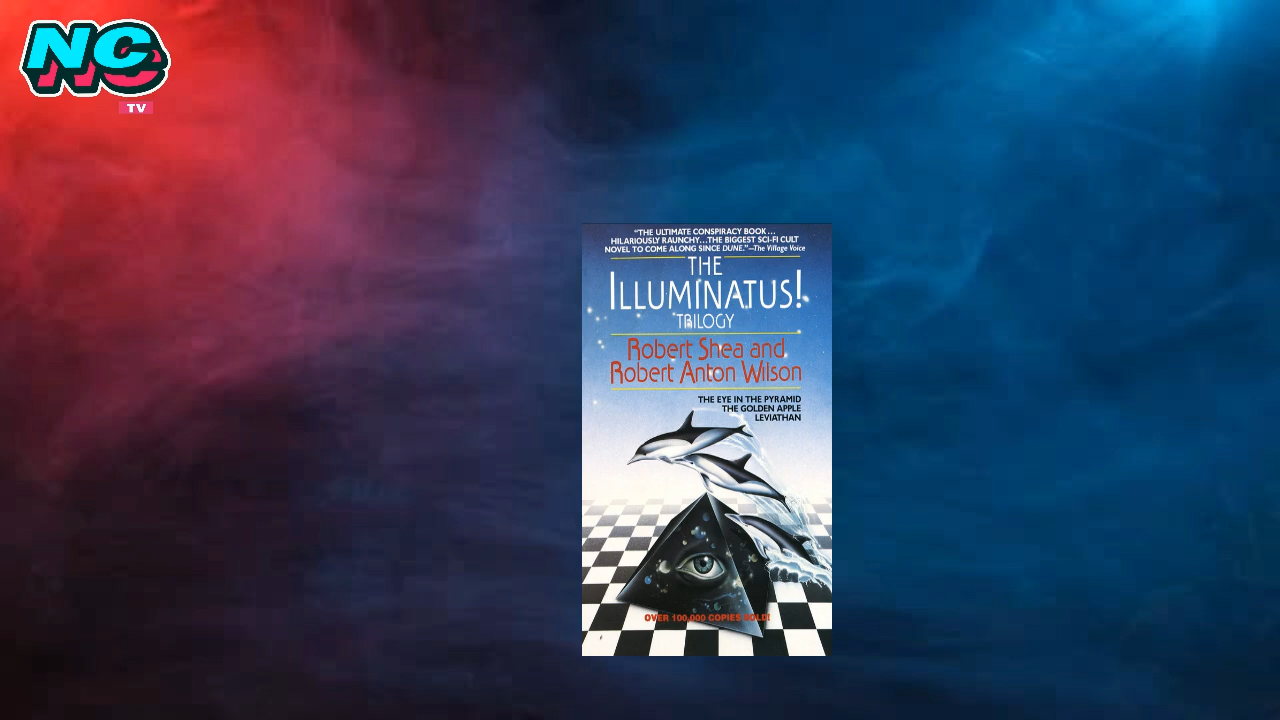 NC
TV
"THE ULTIMATE CONSPIRACY BOOK...
HILARIOUSLY RAUNCHY...THE BIGGEST SCI-FI CULT
NOVEL TO COME ALONG SINCE DUNE."—The Village Voice
THE
ILLUMINATUS!
TRILOGY
Robert Shea and
Robert Anton Wilson
THE EYE IN THE PYRAMID
THE GOLDEN APPLE
LEVIATHAN
OVER 100,000 COPIES SOLD!